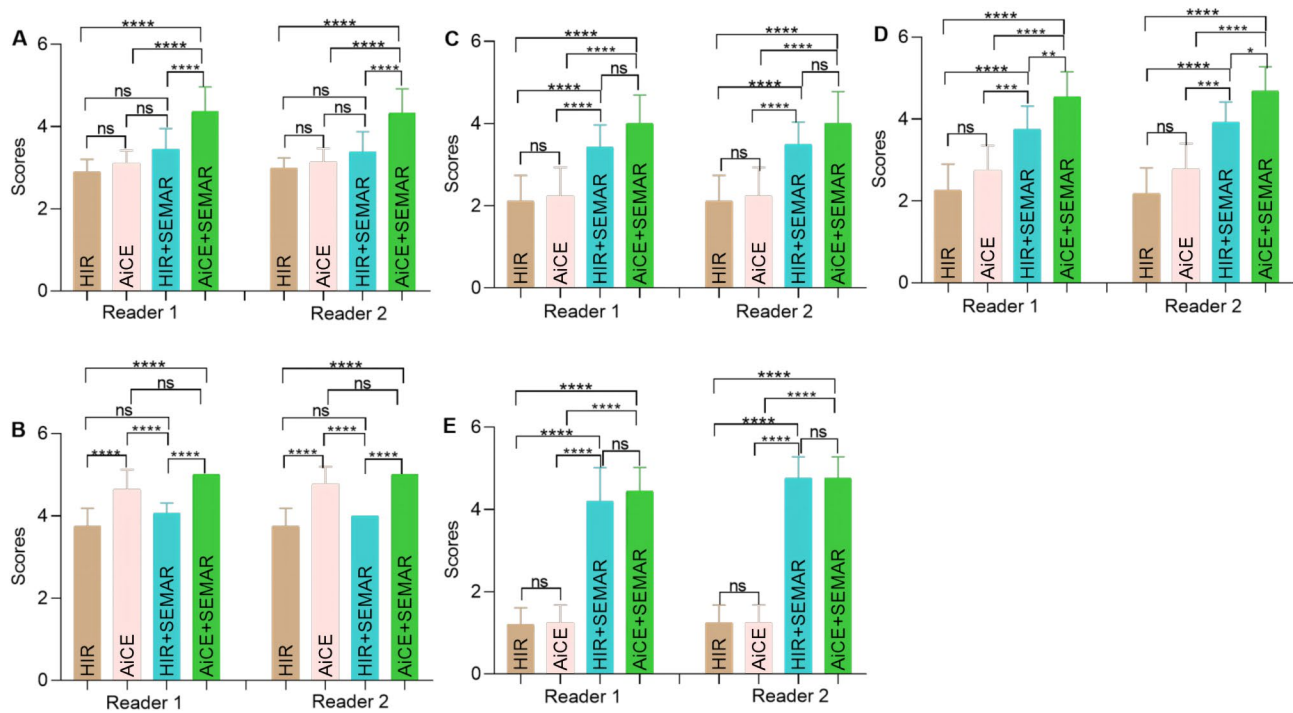 A
**** ****
**** ****
**** ****
ns ns
ns ns
ns ns
6
4
2
0
Scores
HIR AiCE HIR+SEMAR AiCE+SEMAR HIR AiCE HIR+SEMAR AiCE+SEMAR
Reader 1 Reader 2
C
**** ****
**** ****
ns ns
**** ****
**** ****
ns ns
6
4
2
0
Scores
HIR AiCE HIR+SEMAR AiCE+SEMAR HIR AiCE HIR+SEMAR AiCE+SEMAR
Reader 1 Reader 2
D
**** ****
**** ****
** *
**** ****
*** ***
ns ns
6
4
2
0
Scores
HIR AiCE HIR+SEMAR AiCE+SEMAR HIR AiCE HIR+SEMAR AiCE+SEMAR
Reader 1 Reader 2
B
**** ****
ns ns
ns ns
**** ****
**** **** **** ****
6
4
2
0
Scores
HIR AiCE HIR+SEMAR AiCE+SEMAR HIR AiCE HIR+SEMAR AiCE+SEMAR
Reader 1 Reader 2
E
**** ****
**** ****
**** ****
**** ns **** ns
ns ns
6
4
2
0
Scores
HIR AiCE HIR+SEMAR AiCE+SEMAR HIR AiCE HIR+SEMAR AiCE+SEMAR
Reader 1 Reader 2